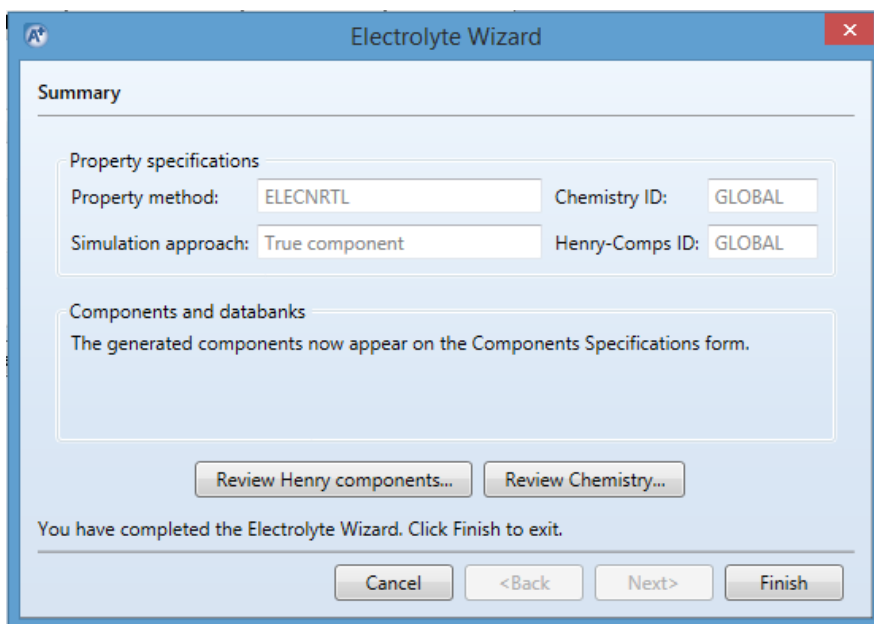 Electrolyte Wizard
Summary
Property specifications
Property method: ELECNRTL Chemistry ID: GLOBAL
Simulation approach: True component Henry-Comps ID: GLOBAL
Components and databanks
The generated components now appear on the Components Specifications form.
Review Henry components... Review Chemistry...
You have completed the Electrolyte Wizard. Click Finish to exit.
Cancel <Back Next> Finish